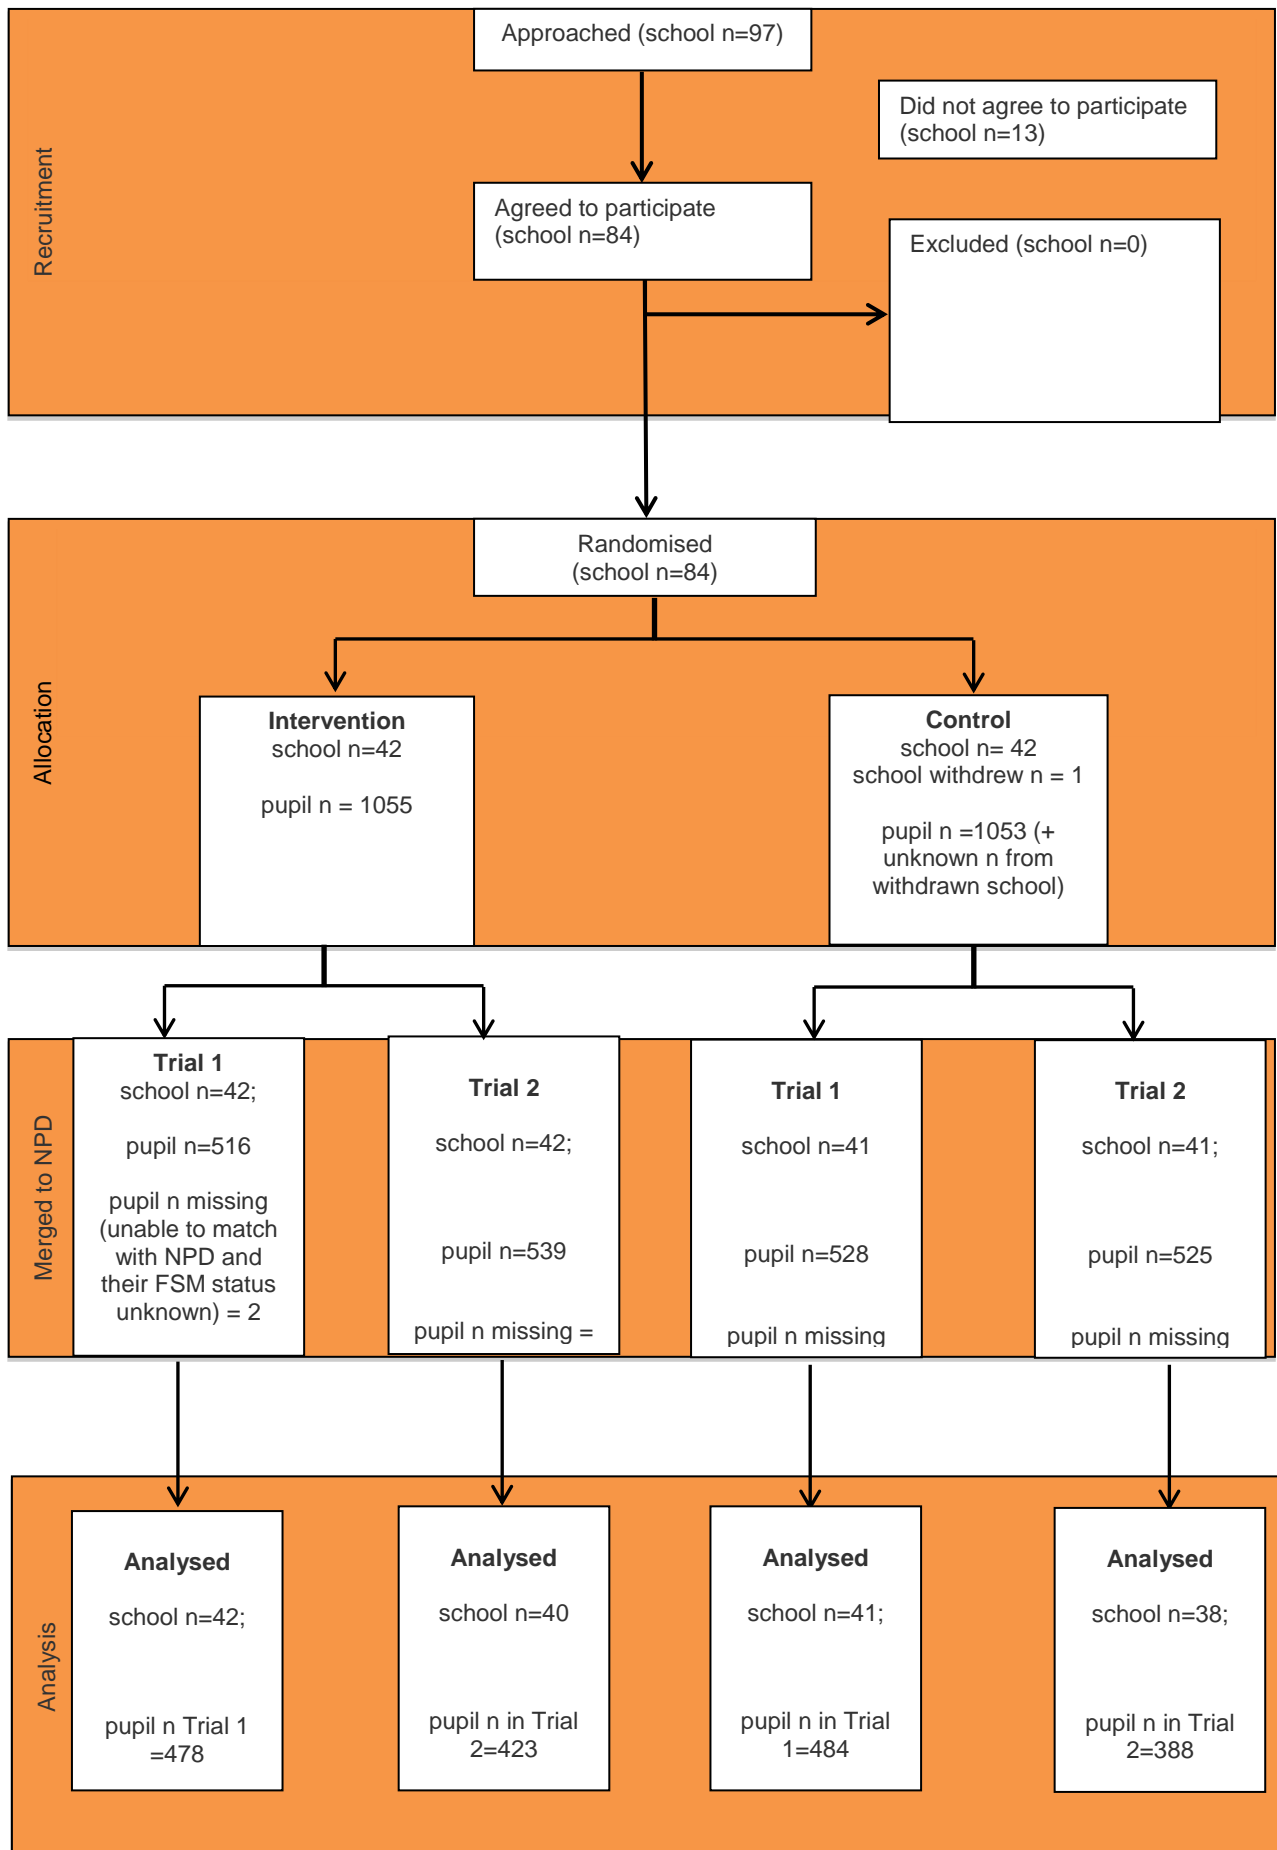 Approached (school n=97)
Did not agree to participate
(school n=13)
Recruitment
Agreed to participate
(school n=84)
Excluded (school n=0)
Randomised
(school n=84)
Allocation
Intervention
school n=42
pupil n = 1055
Control
school n= 42
school withdrew n = 1
pupil n =1053 (+
unknown n from
withdrawn school)
Merged to NPD
Trial 1
school n=42;
pupil n=516
pupil n missing
(unable to match
with NPD and
their FSM status
unknown) = 2
Trial 2
school n=42;
pupil n=539
pupil n missing =
Trial 1
school n=41
pupil n=528
pupil n missing
Trial 2
school n=41;
pupil n=525
pupil n missing
Analysis
Analysed
school n=42;
pupil n Trial 1
=478
Analysed
school n=40
pupil n in Trial
2=423
Analysed
school n=41;
pupil n in Trial
1=484
Analysed
school n=38;
pupil n in Trial
2=388